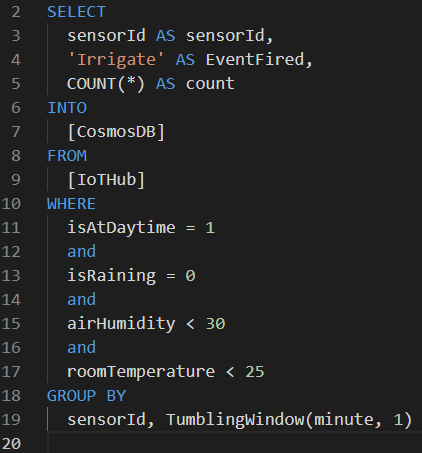 2 SELECT
3 sensorId AS sensorId,
4 'Irrigate' AS EventFired,
5 COUNT(*) AS count
6 INTO
7 [CosmosDB]
8 FROM
9 [IoTHub]
10 WHERE
11 isAtDaytime = 1
12 and
13 isRaining = 0
14 and
15 airHumidity < 30
16 and
17 roomTemperature < 25
18 GROUP BY
19 sensorId, TumblingWindow(minute, 1)
20